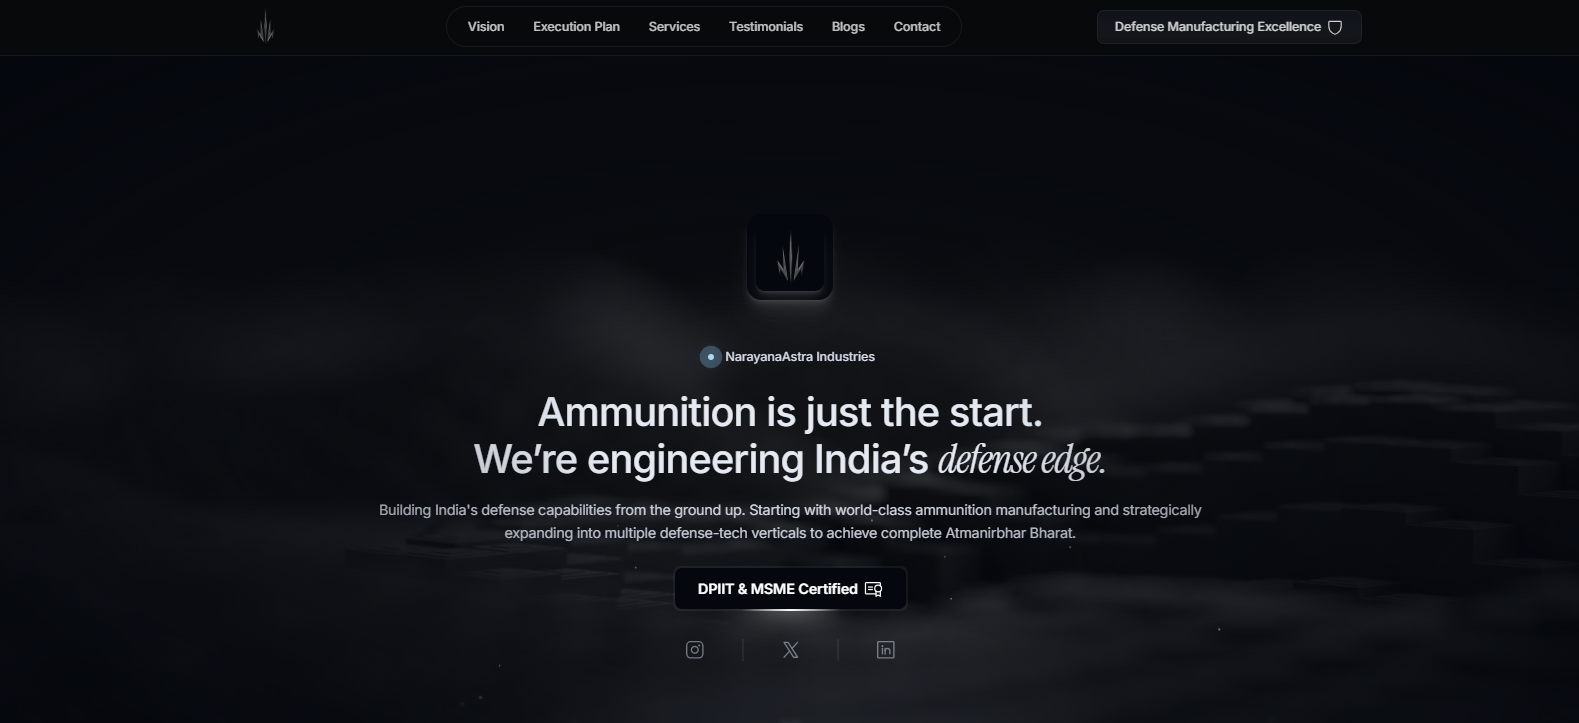 Vision
Execution Plan
Services
Testimonials
Blogs
Contact
Defense Manufacturing Excellence
NarayanaAstra Industries
Ammunition is just the start.
We’re engineering India’s defense edge.
Building India's defense capabilities from the ground up. Starting with world-class ammunition manufacturing and strategically
expanding into multiple defense-tech verticals to achieve complete Atmanirbhar Bharat.
DPIIT & MSME Certified